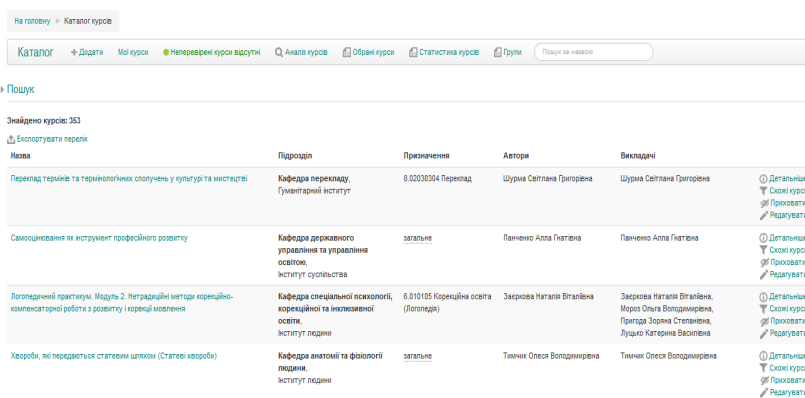 На головну Каталог курсів
Каталог +Додати Мої курси Неперевірені курси відсутні Аналіз курсів Обрані курси Статистика курсів Групи Пошук за назвою
Пошук
Знайдено курсів: 353
Експортувати перелік
Назва Підрозділ Призначення Автори Викладачі
Переклад термінів та термінологічних сполучень у культурі та мистецтві
Кафедра перекладу,
Гуманітарний інститут
8.02030304 Переклад
Шурма Світлана Григорівна
Шурма Світлана Григорівна
Детальніше
Схожі курси
Приховати
Редагувати
Самооцінювання як інструмент професійного розвитку
Кафедра державного
управління та управління
освітою,
Інститут суспільства
загальне
Панченко Алла Гнатівна
Панченко Алла Гнатівна
Детальніше
Схожі курси
Приховати
Редагувати
Логопедичний практикум. Модуль 2. Нетрадиційні методи корекційно-
компенсаторної роботи з розвитку і корекції мовлення
Кафедра спеціальної психології,
корекційної та інклюзивної
освіти,
Інститут людини
6.010105 Корекційна освіта
(Логопедія)
Заєркова Наталія Віталіївна
Заєркова Наталія Віталіївна,
Мороз Ольга Володимирівна,
Пригода Зоряна Степанівна,
Луцько Катерина Василівна
Детальніше
Схожі курси
Приховати
Редагувати
Хвороби, які передаються статевим шляхом (Статеві хвороби)
Кафедра анатомії та фізіології
людини,
Інститут людини
загальне
Тимчик Олеся Володимирівна
Тимчик Олеся Володимирівна
Детальніше
Схожі курси
Приховати
Редагувати